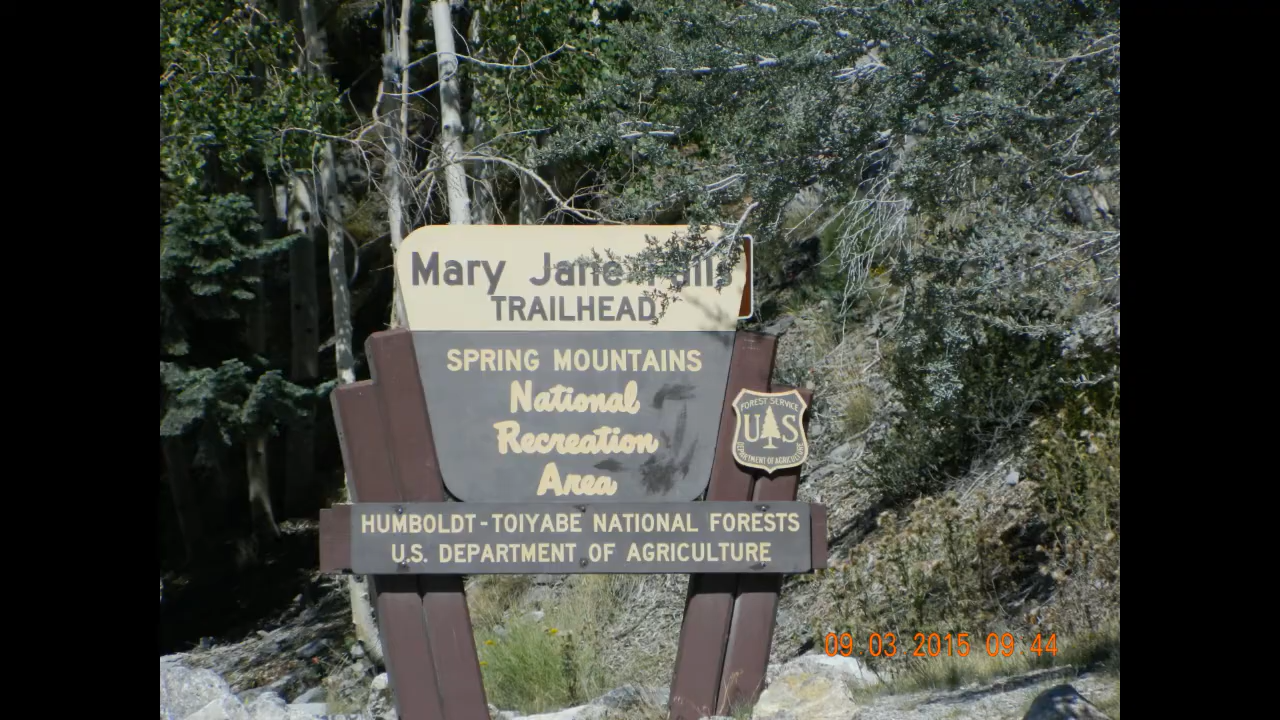 Mary Jane Falls
TRAILHEAD
SPRING MOUNTAINS
National
Recreation
Area
FOREST SERVICE
U S
DEPARTMENT OF AGRICULTURE
HUMBOLDT-TOIYABE NATIONAL FORESTS
U.S. DEPARTMENT OF AGRICULTURE
09 03 2015 09 44